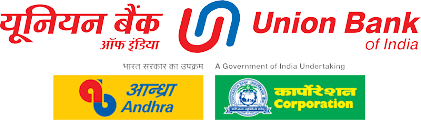 यूनियन बैंक Union Bank
ऑफ इंडिया of India
भारत सरकार का उपक्रम A Government of India Undertaking
आन्ध्रा कार्पोरेशन
Andhra Corporation